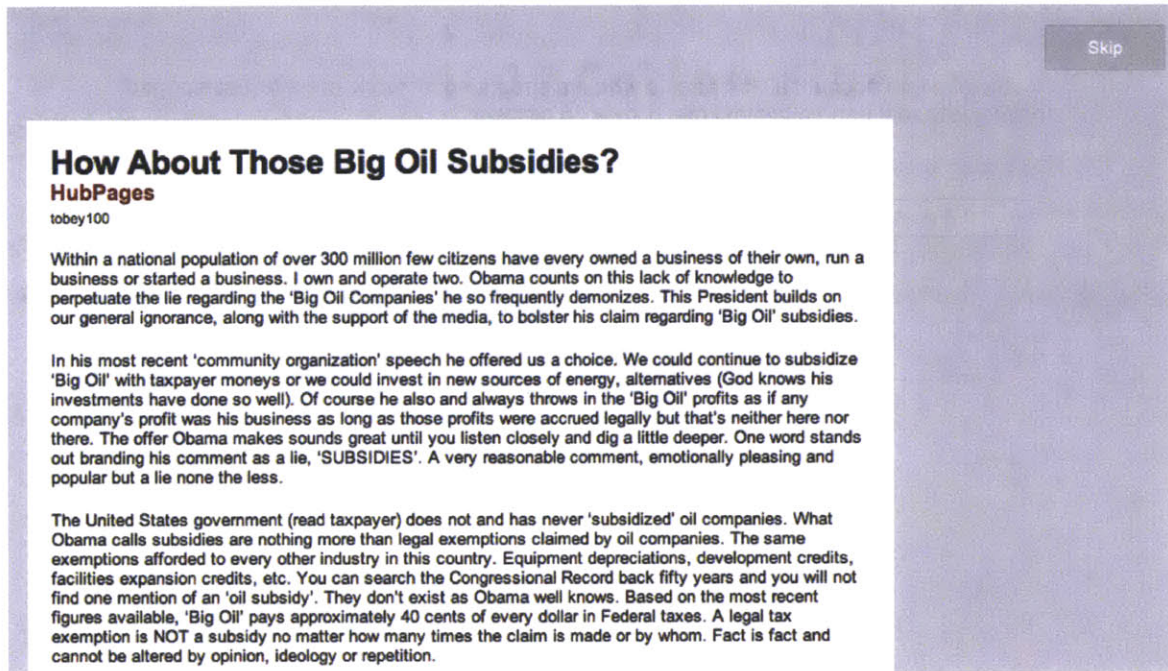 Skip
How About Those Big Oil Subsidies?
HubPages
tobey100
Within a national population of over 300 million few citizens have every owned a business of their own, run a
business or started a business. I own and operate two. Obama counts on this lack of knowledge to
perpetuate the lie regarding the 'Big Oil Companies' he so frequently demonizes. This President builds on
our general ignorance, along with the support of the media, to bolster his claim regarding 'Big Oil' subsidies.
In his most recent 'community organization' speech he offered us a choice. We could continue to subsidize
'Big Oil' with taxpayer moneys or we could invest in new sources of energy, alternatives (God knows his
investments have done so well). Of course he also and always throws in the 'Big Oil' profits as if any
company's profit was his business as long as those profits were accrued legally but that's neither here nor
there. The offer Obama makes sounds great until you listen closely and dig a little deeper. One word stands
out branding his comment as a lie, 'SUBSIDIES'. A very reasonable comment, emotionally pleasing and
popular but a lie none the less.
The United States government (read taxpayer) does not and has never 'subsidized' oil companies. What
Obama calls subsidies are nothing more than legal exemptions claimed by oil companies. The same
exemptions afforded to every other industry in this country. Equipment depreciations, development credits,
facilities expansion credits, etc. You can search the Congressional Record back fifty years and you will not
find one mention of an 'oil subsidy'. They don't exist as Obama well knows. Based on the most recent
figures available, 'Big Oil' pays approximately 40 cents of every dollar in Federal taxes. A legal tax
exemption is NOT a subsidy no matter how many times the claim is made or by whom. Fact is fact and
cannot be altered by opinion, ideology or repetition.